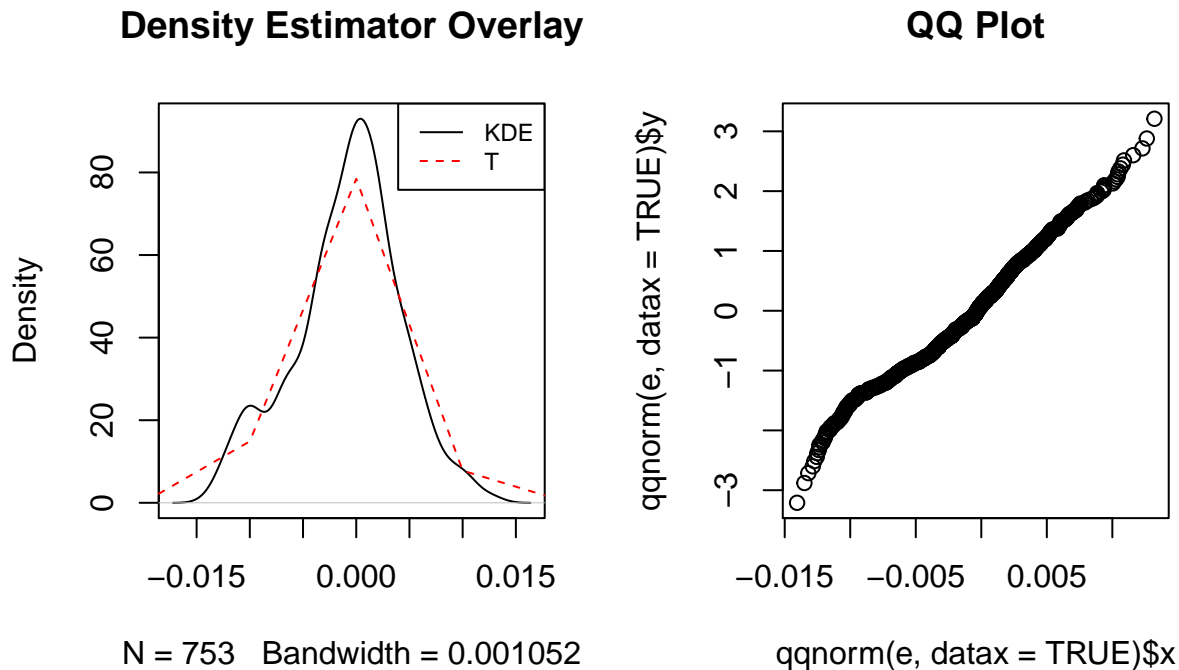 Density Estimator Overlay
KDE
T
Density
0
20
40
60
80
−0.015
0.000
0.015
N = 753   Bandwidth = 0.001052
QQ Plot
qqnorm(e, datax = TRUE)$y
−3
−1
0
1
2
3
−0.015
−0.005
0.005
qqnorm(e, datax = TRUE)$x